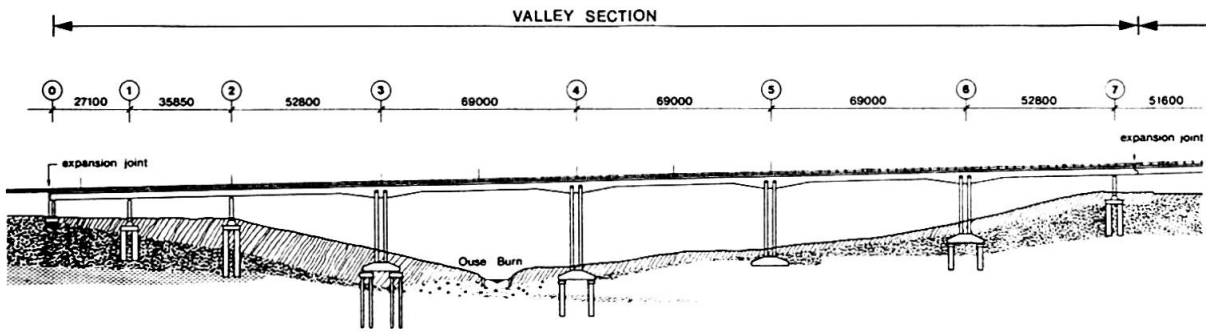 VALLEY SECTION
0 1 2 3 4 5 6 7
27100 35850 52800 69000 69000 69000 52800 51600
expansion joint
expansion joint
Ouse Burn